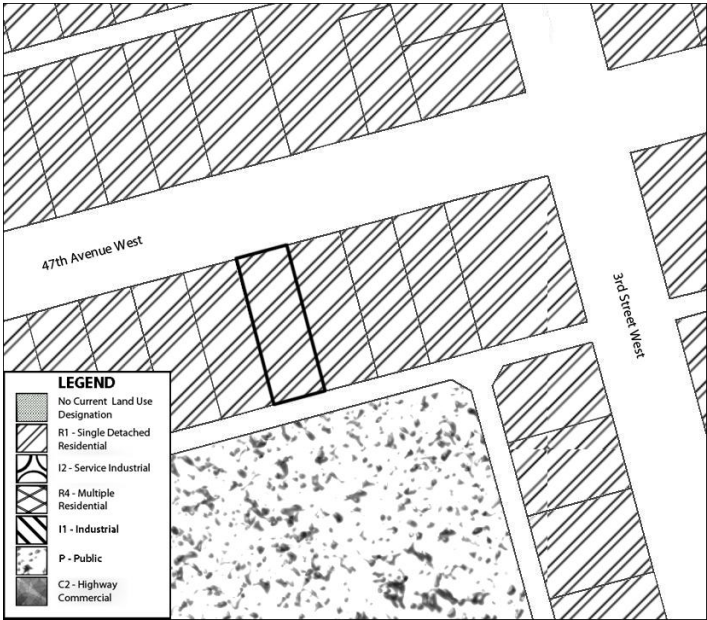 47th Avenue West
3rd Street West
LEGEND
No Current Land Use
Designation
R1 - Single Detached
Residential
I2 - Service Industrial
R4 - Multiple
Residential
I1 - Industrial
P - Public
C2 - Highway
Commercial